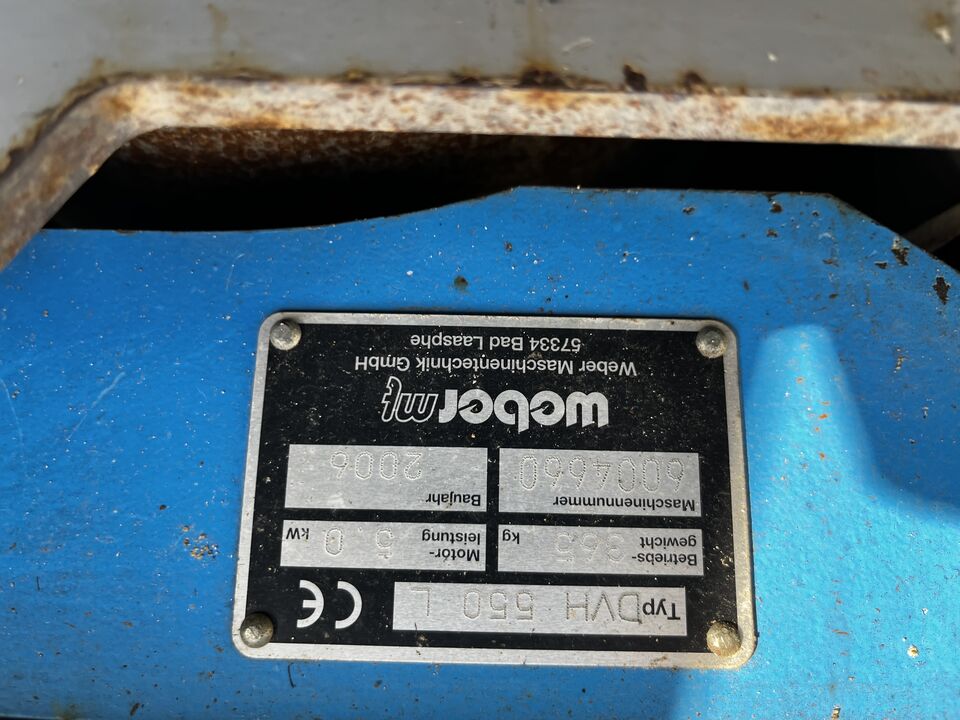 CE
Typ DVH 550 L
Betriebs-
gewicht 365 kg
Motor-
leistung 5.0 kW
Maschinennummer 6004660
Baujahr 2006
weber mt
Weber Maschinentechnik GmbH
57334 Bad Laasphe